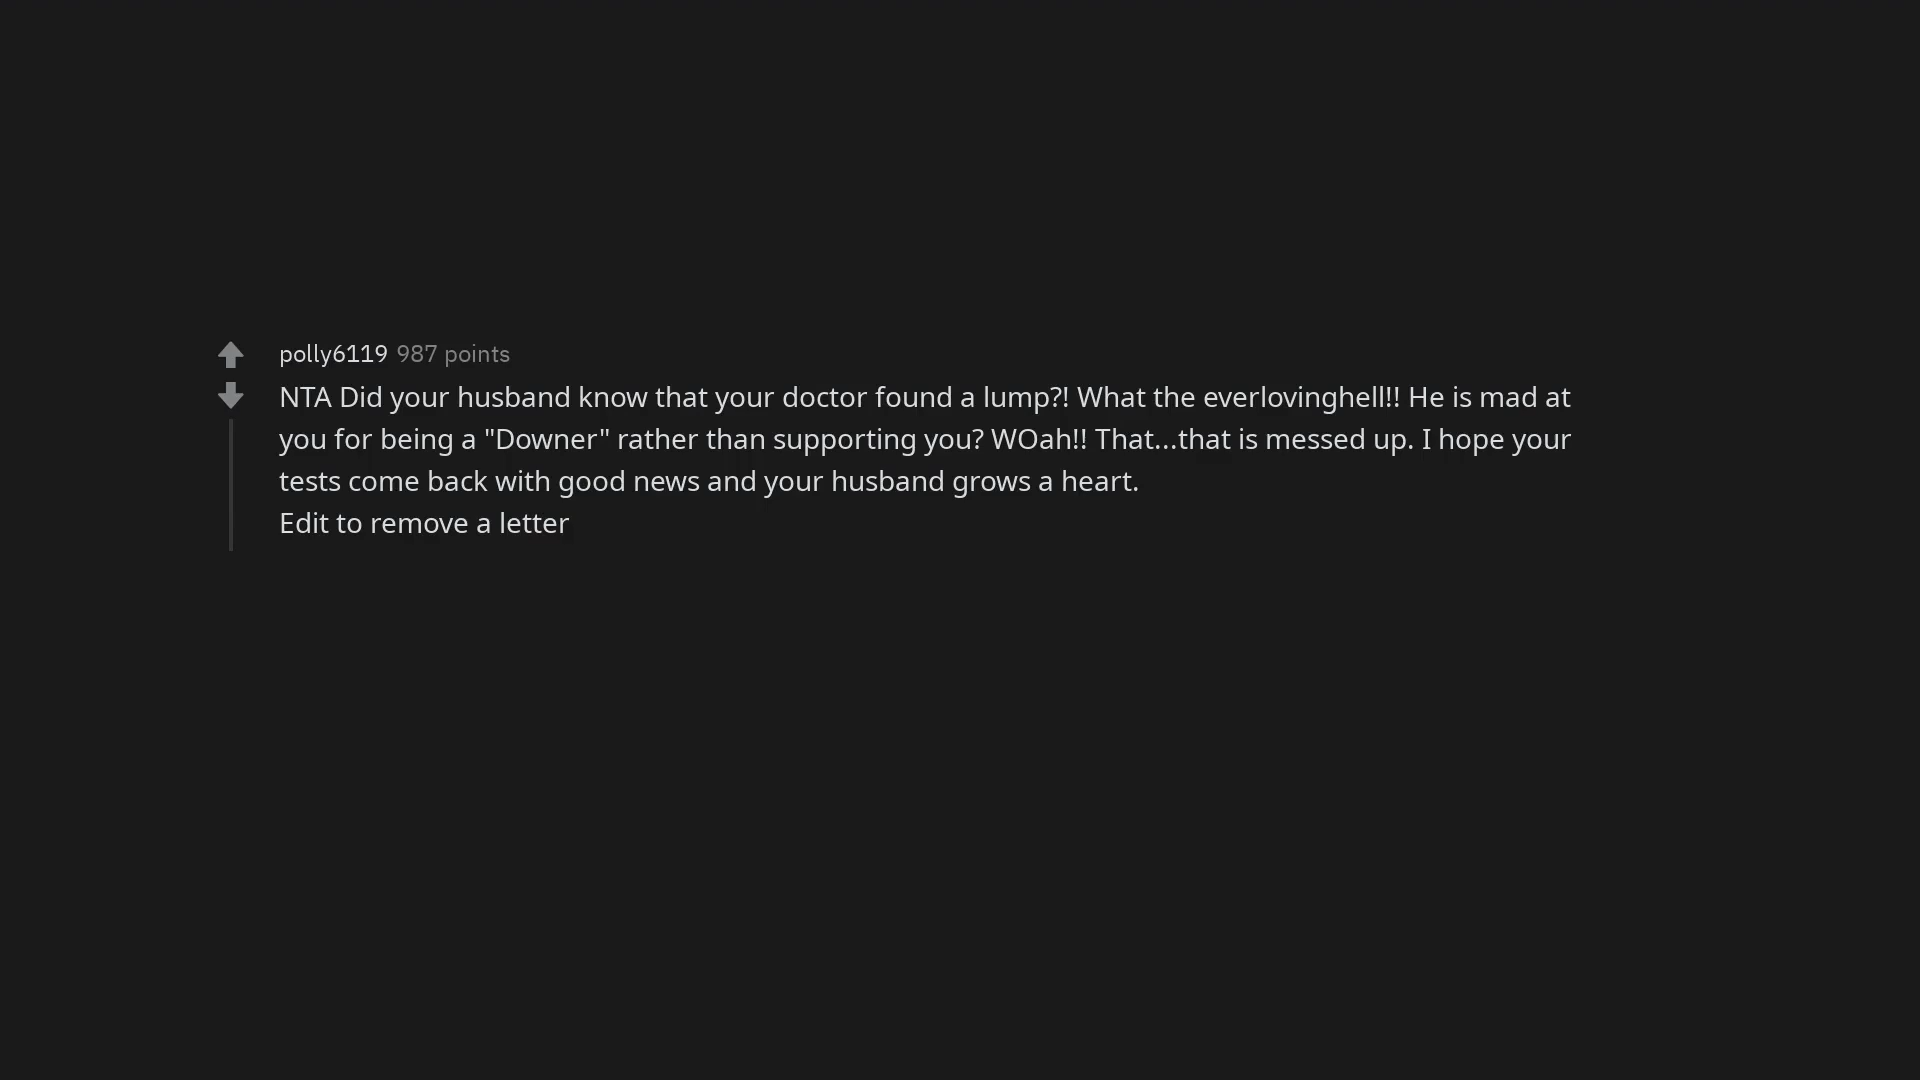 polly6119 987 points
NTA Did your husband know that your doctor found a lump?! What the everlovinghell!! He is mad at
you for being a "Downer" rather than supporting you? WOah!! That...that is messed up. I hope your
tests come back with good news and your husband grows a heart.
Edit to remove a letter